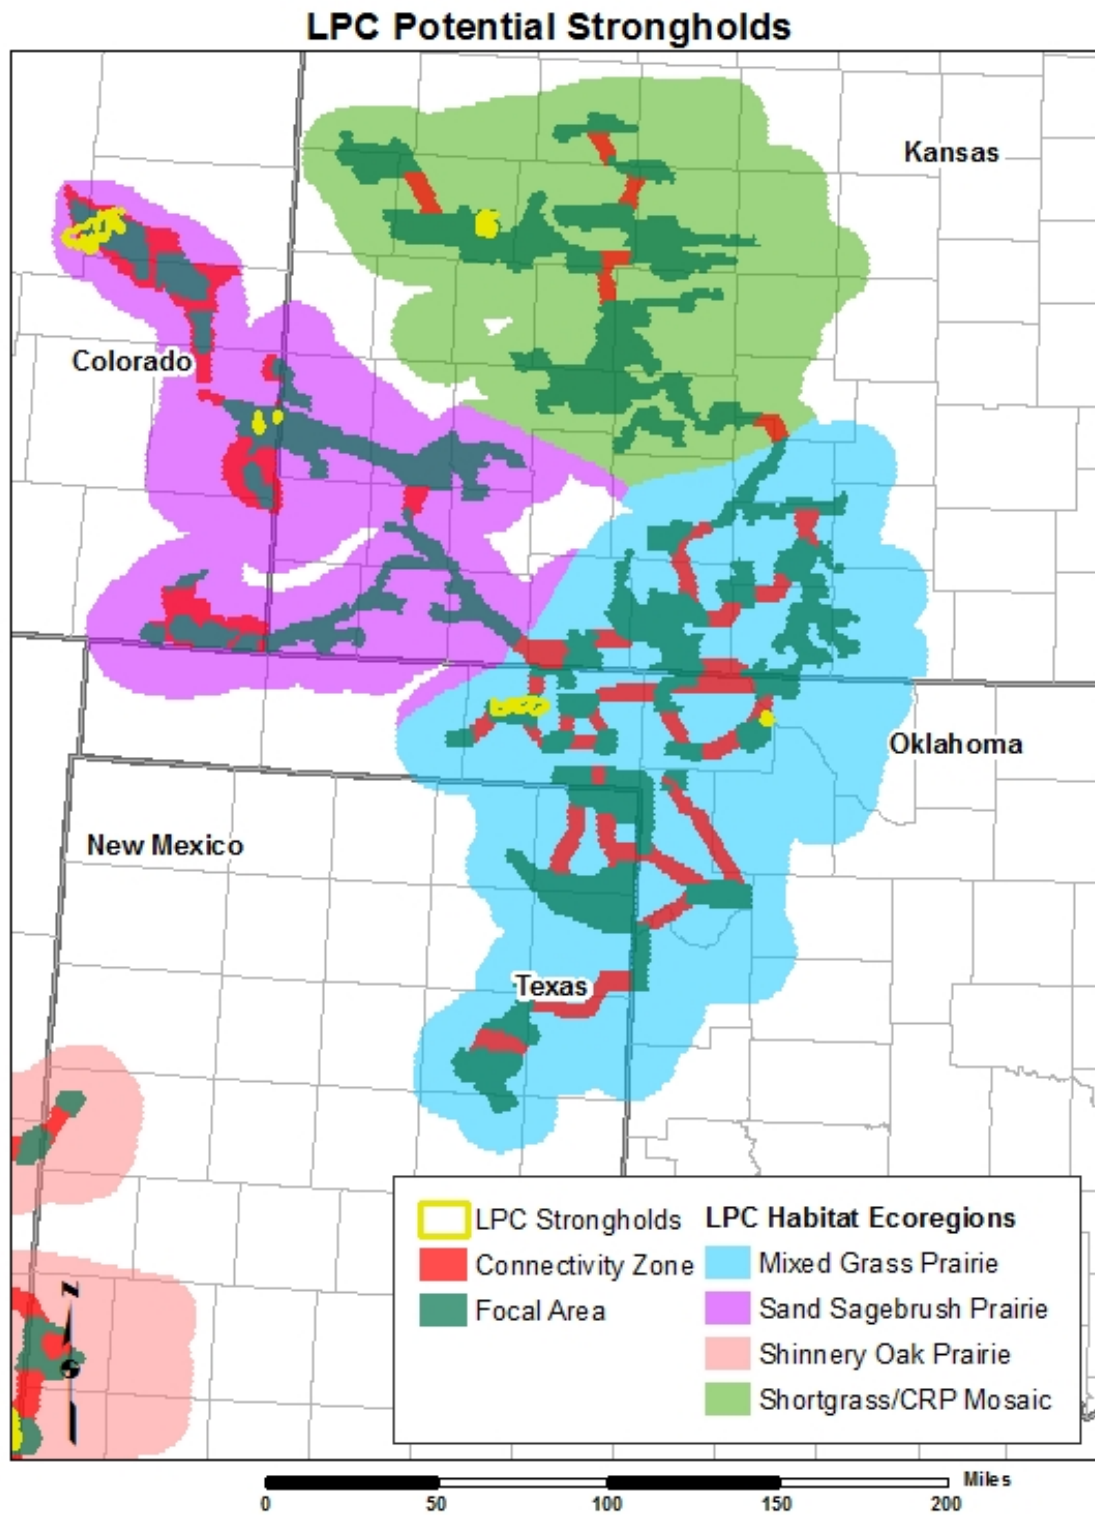 LPC Potential Strongholds
Kansas
Colorado
Oklahoma
New Mexico
Texas
LPC Strongholds
Connectivity Zone
Focal Area
LPC Habitat Ecoregions
Mixed Grass Prairie
Sand Sagebrush Prairie
Shinnery Oak Prairie
Shortgrass/CRP Mosaic
N
Miles
0 50 100 150 200